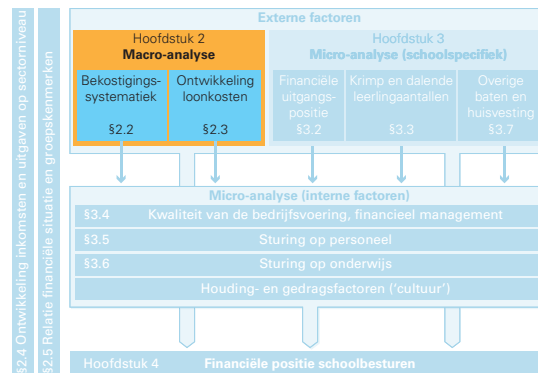 §2.4 Ontwikkeling inkomsten en uitgaven op sectorniveau
§2.5 Relatie financiële situatie en groepskenmerken
Externe factoren
Hoofdstuk 2
Macro-analyse
Bekostigings-
systematiek
§2.2
Ontwikkeling
loonkosten
§2.3
Hoofdstuk 3
Micro-analyse (schoolspecifiek)
Financiële
uitgangs-
positie
§3.2
Krimp en dalende
leerlingaantallen
§3.3
Overige
baten en
huisvesting
§3.7
Micro-analyse (interne factoren)
§3.4 Kwaliteit van de bedrijfsvoering, financieel management
§3.5 Sturing op personeel
§3.6 Sturing op onderwijs
Houding- en gedragsfactoren (‘cultuur’)
Hoofdstuk 4 Financiële positie schoolbesturen